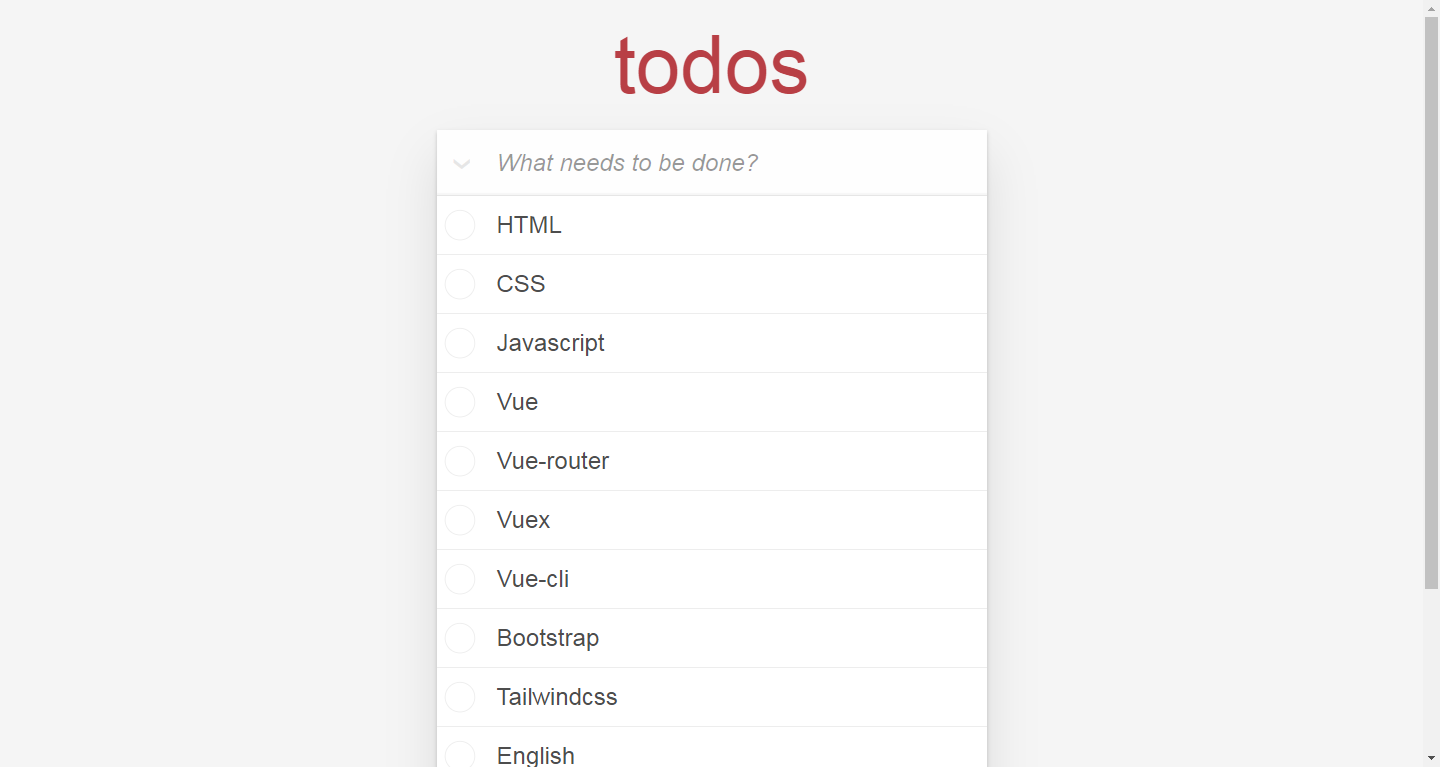 todos
What needs to be done?
HTML
CSS
Javascript
Vue
Vue-router
Vuex
Vue-cli
Bootstrap
Tailwindcss
English